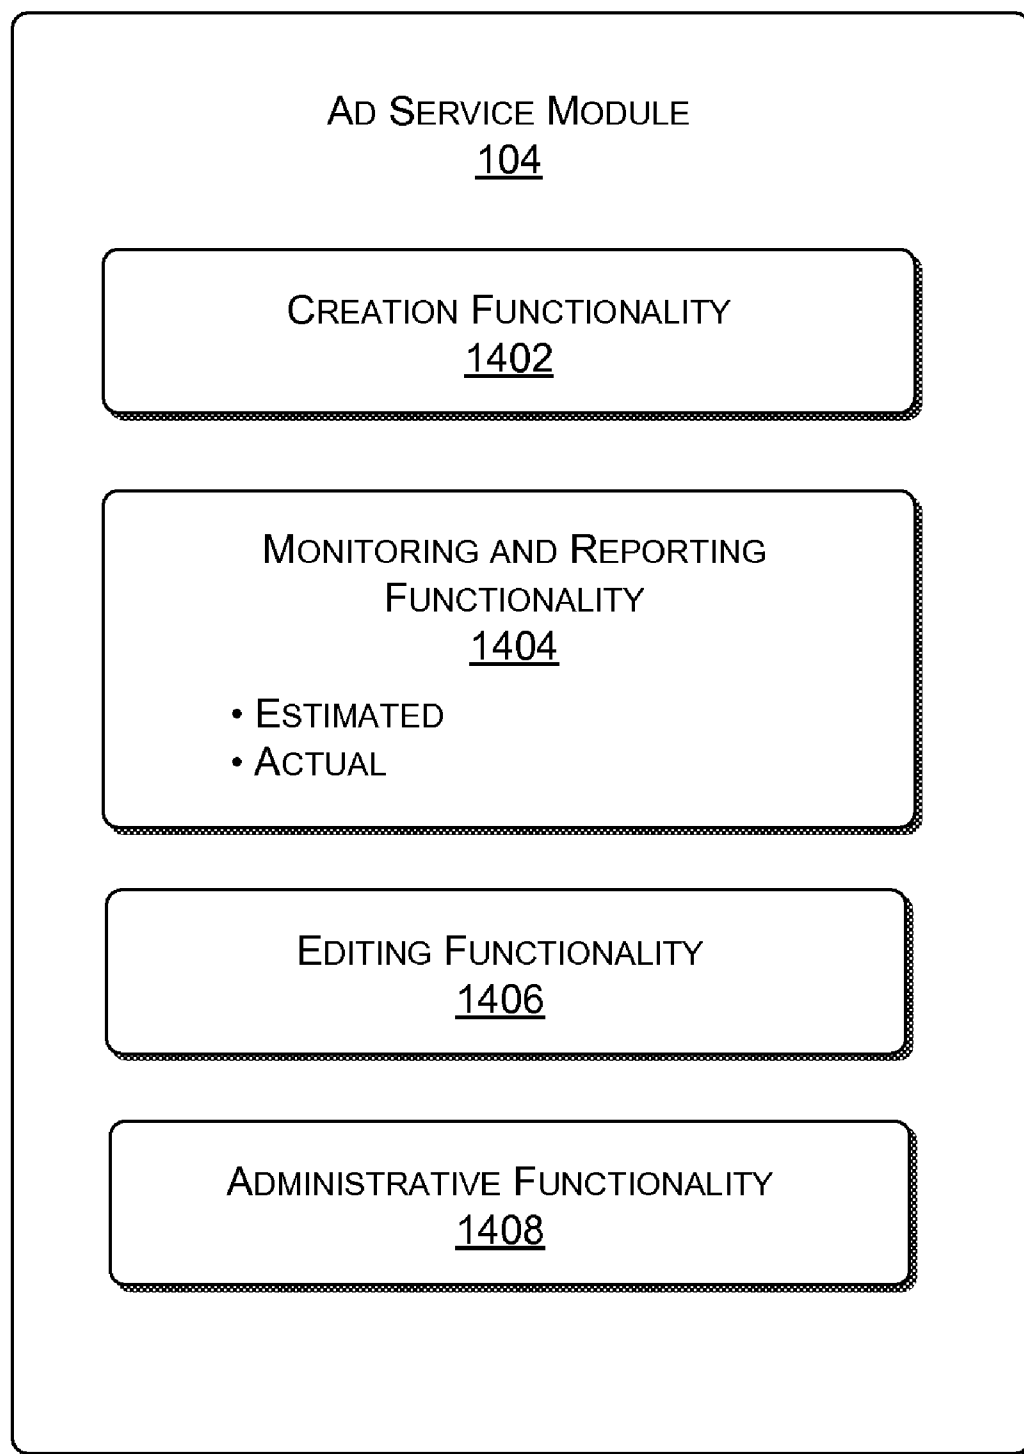 AD SERVICE MODULE
104
CREATION FUNCTIONALITY
1402
MONITORING AND REPORTING
FUNCTIONALITY
1404
• ESTIMATED
• ACTUAL
EDITING FUNCTIONALITY
1406
ADMINISTRATIVE FUNCTIONALITY
1408